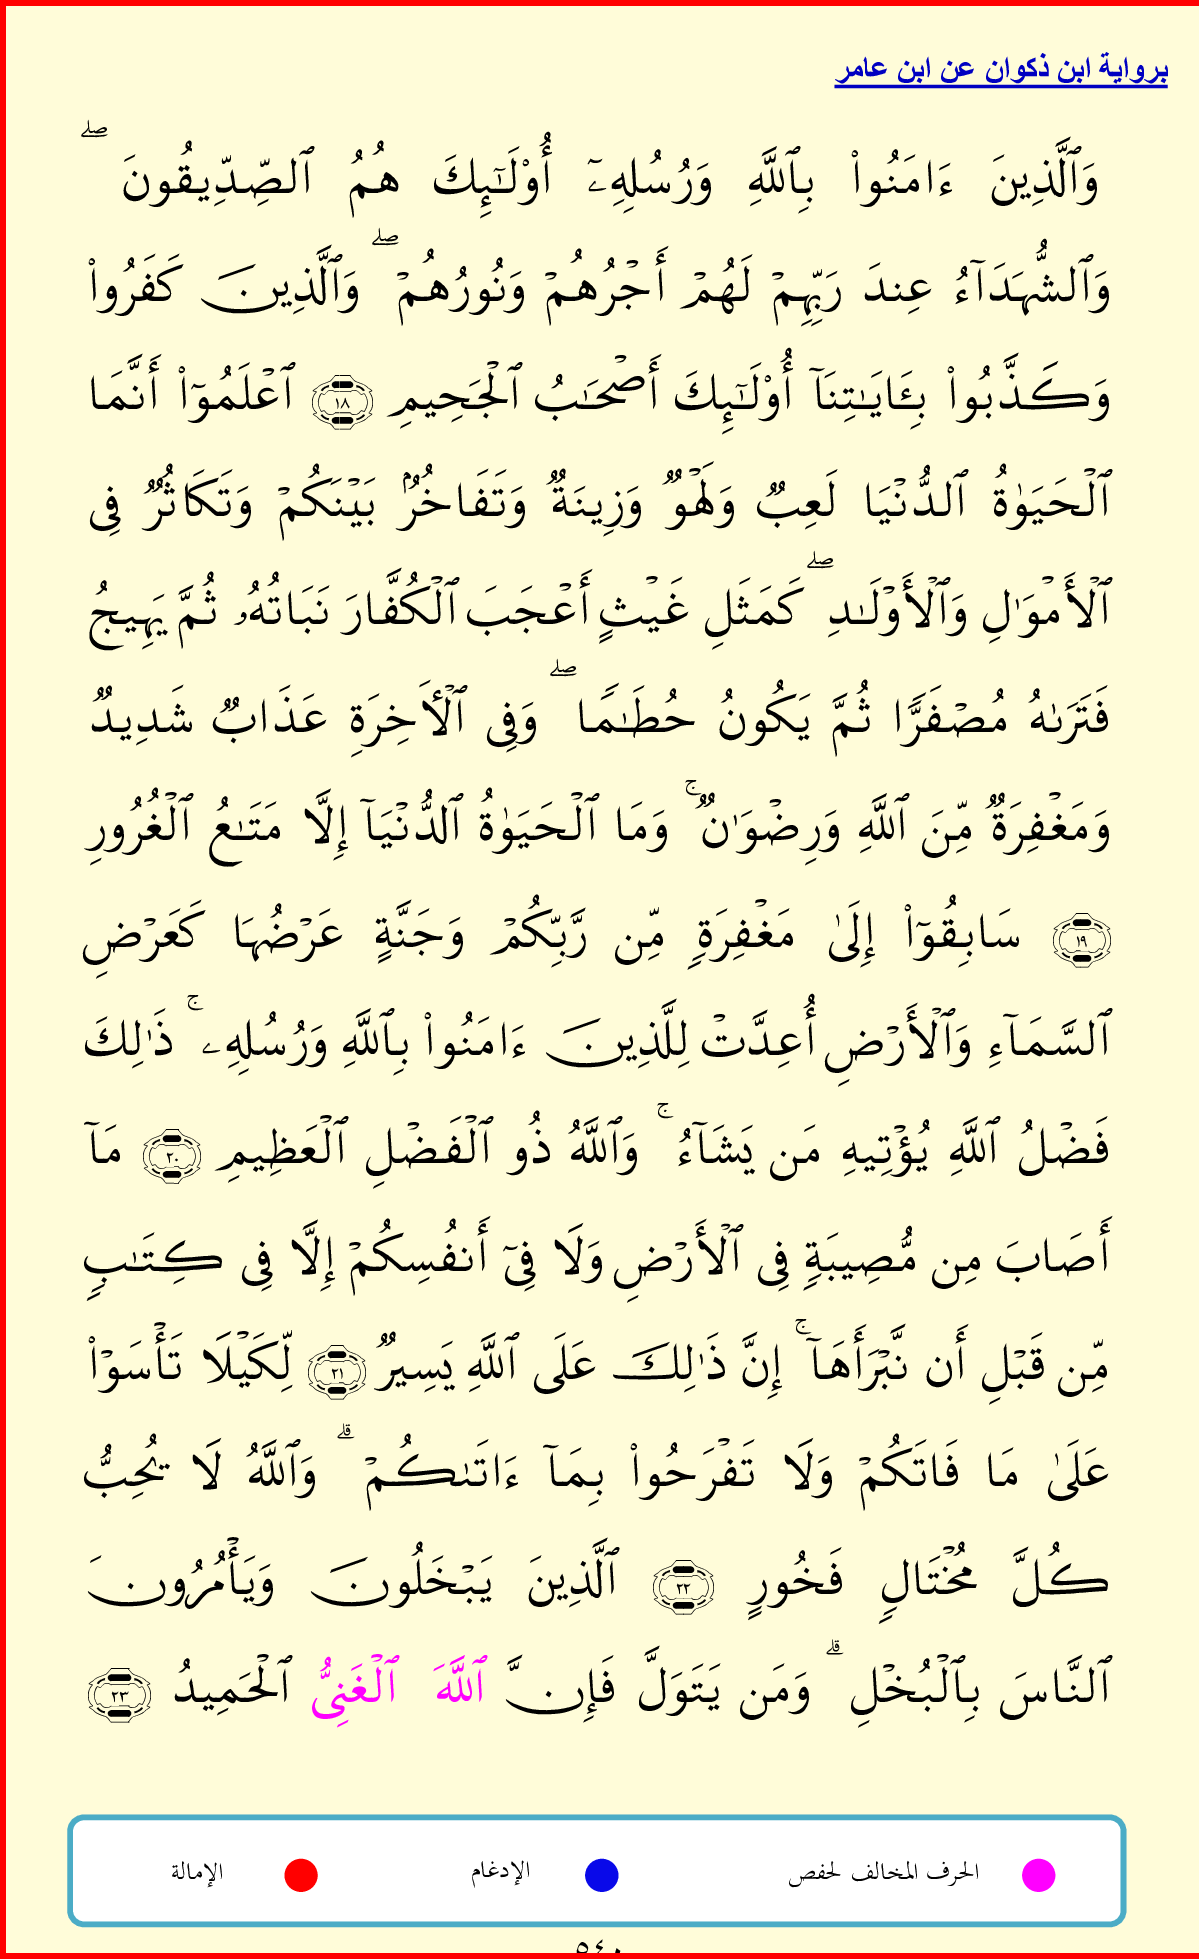 برواية ابن ذكوان عن ابن عامر
وَٱلَّذِينَ ءَامَنُوا۟ بِٱللَّهِ وَرُسُلِهِۦٓ أُو۟لَـٰٓئِكَ هُمُ ٱلصِّدِّيقُونَ ۖ
وَٱلشُّهَدَآءُ عِندَ رَبِّهِمۡ لَهُمۡ أَجۡرُهُمۡ وَنُورُهُمۡ ۖ وَٱلَّذِينَ كَفَرُوا۟
وَكَذَّبُوا۟ بِـَٔايَـٰتِنَآ أُو۟لَـٰٓئِكَ أَصۡحَـٰبُ ٱلۡجَحِيمِ ١٨ ٱعۡلَمُوٓا۟ أَنَّمَا
ٱلۡحَيَوٰةُ ٱلدُّنۡيَا لَعِبٌ وَلَهۡوٌ وَزِينَةٌ وَتَفَاخُرٌۢ بَيۡنَكُمۡ وَتَكَاثُرٌ فِى
ٱلۡأَمۡوَٰلِ وَٱلۡأَوۡلَـٰدِ ۖ كَمَثَلِ غَيۡثٍ أَعۡجَبَ ٱلۡكُفَّارَ نَبَاتُهُۥ ثُمَّ يَهِيجُ
فَتَرَىٰهُ مُصۡفَرًّا ثُمَّ يَكُونُ حُطَـٰمًا ۖ وَفِى ٱلۡأَخِرَةِ عَذَابٌ شَدِيدٌ
وَمَغۡفِرَةٌ مِّنَ ٱللَّهِ وَرِضۡوَٰنٌ ۚ وَمَا ٱلۡحَيَوٰةُ ٱلدُّنۡيَآ إِلَّا مَتَـٰعُ ٱلۡغُرُورِ
١٩ سَابِقُوٓا۟ إِلَىٰ مَغۡفِرَةٍ مِّن رَّبِّكُمۡ وَجَنَّةٍ عَرۡضُهَا كَعَرۡضِ
ٱلسَّمَآءِ وَٱلۡأَرۡضِ أُعِدَّتۡ لِلَّذِينَ ءَامَنُوا۟ بِٱللَّهِ وَرُسُلِهِۦ ۚ ذَٰلِكَ
فَضۡلُ ٱللَّهِ يُؤۡتِيهِ مَن يَشَآءُ ۚ وَٱللَّهُ ذُو ٱلۡفَضۡلِ ٱلۡعَظِيمِ ٢٠ مَآ
أَصَابَ مِن مُّصِيبَةٍ فِى ٱلۡأَرۡضِ وَلَا فِىٓ أَنفُسِكُمۡ إِلَّا فِى كِتَـٰبٍ
مِّن قَبۡلِ أَن نَّبۡرَأَهَآ ۚ إِنَّ ذَٰلِكَ عَلَى ٱللَّهِ يَسِيرٌ ٢١ لِّكَيۡلَا تَأۡسَوۡا۟
عَلَىٰ مَا فَاتَكُمۡ وَلَا تَفۡرَحُوا۟ بِمَآ ءَاتَىٰكُمۡ ۗ وَٱللَّهُ لَا يُحِبُّ
كُلَّ مُخۡتَالٍ فَخُورٍ ٢٢ ٱلَّذِينَ يَبۡخَلُونَ وَيَأۡمُرُونَ
ٱلنَّاسَ بِٱلۡبُخۡلِ ۗ وَمَن يَتَوَلَّ فَإِنَّ ٱللَّهَ ٱلۡغَنِىُّ ٱلۡحَمِيدُ ٢٣
الحرف المخالف لحفص الإدغام الإمالة
٥٤٠